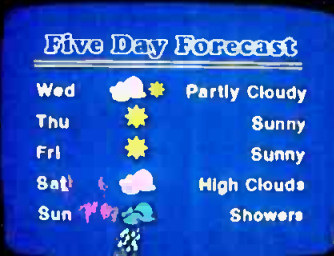 Five Day Forecast
Wed Partly Cloudy
Thu Sunny
Fri Sunny
Sat High Clouds
Sun Showers